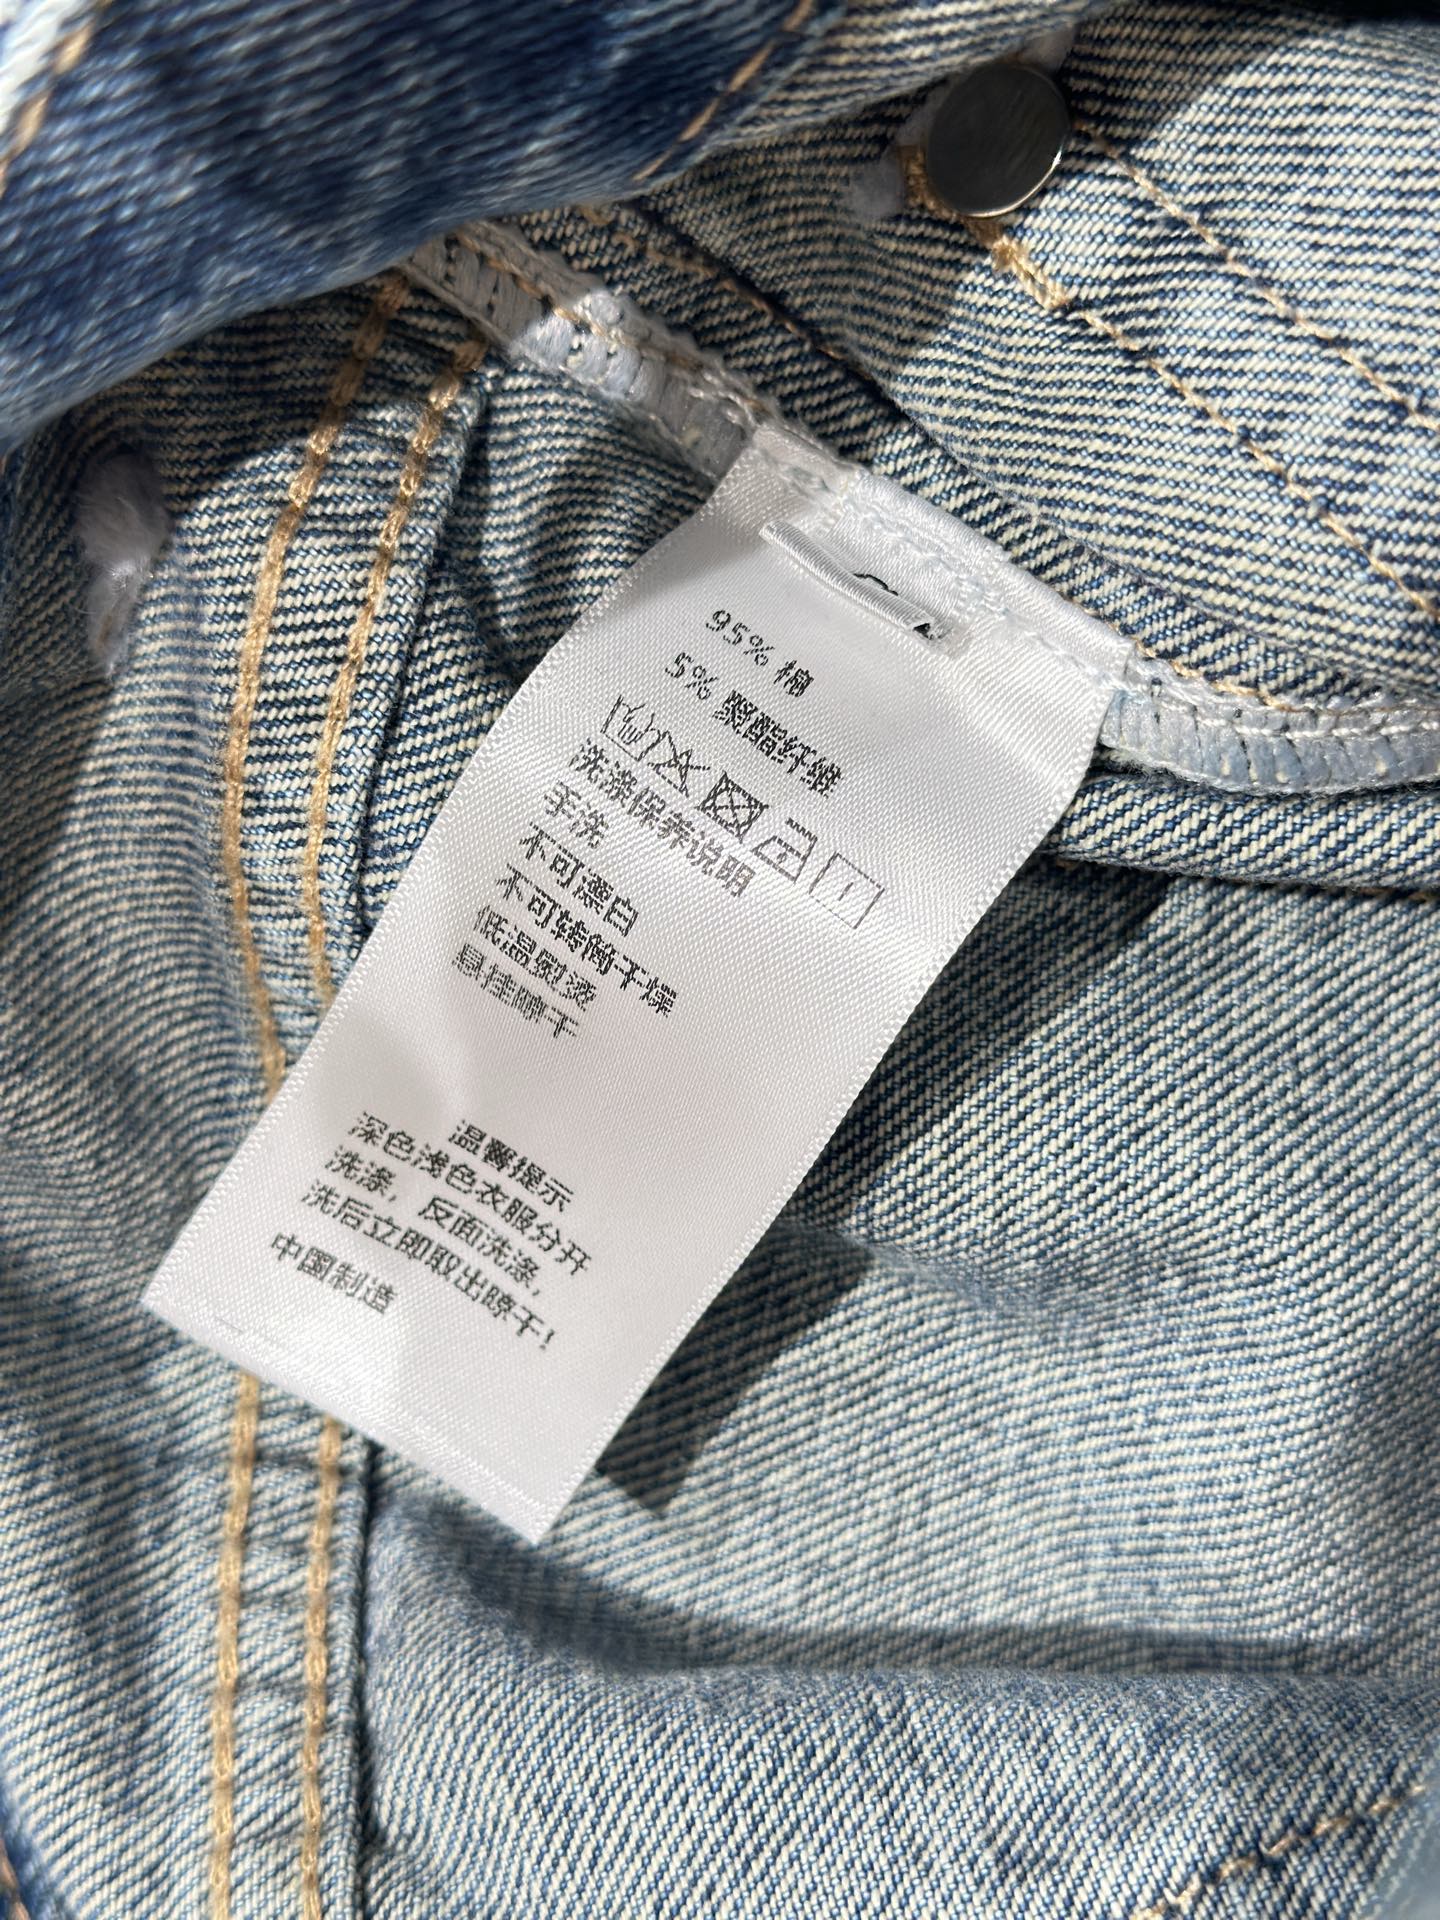 95% 棉
5% 聚酯纤维
洗涤保养说明
手洗
不可漂白
不可转筒干燥
低温熨烫
悬挂晾干
温馨提示
深色浅色衣服分开
洗涤，反面洗涤，
洗后立即取出晾干!
中国制造